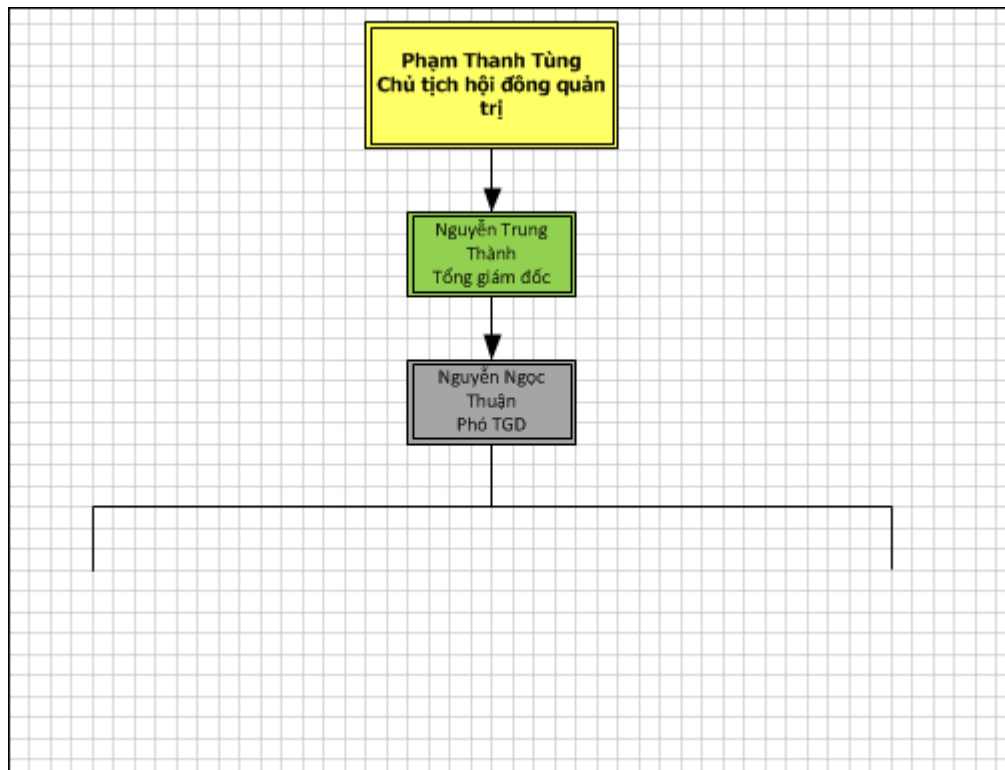 Phạm Thanh Tùng
Chủ tịch hội đồng quản
trị
Nguyễn Trung
Thành
Tổng giám đốc
Nguyễn Ngọc
Thuận
Phó TGD